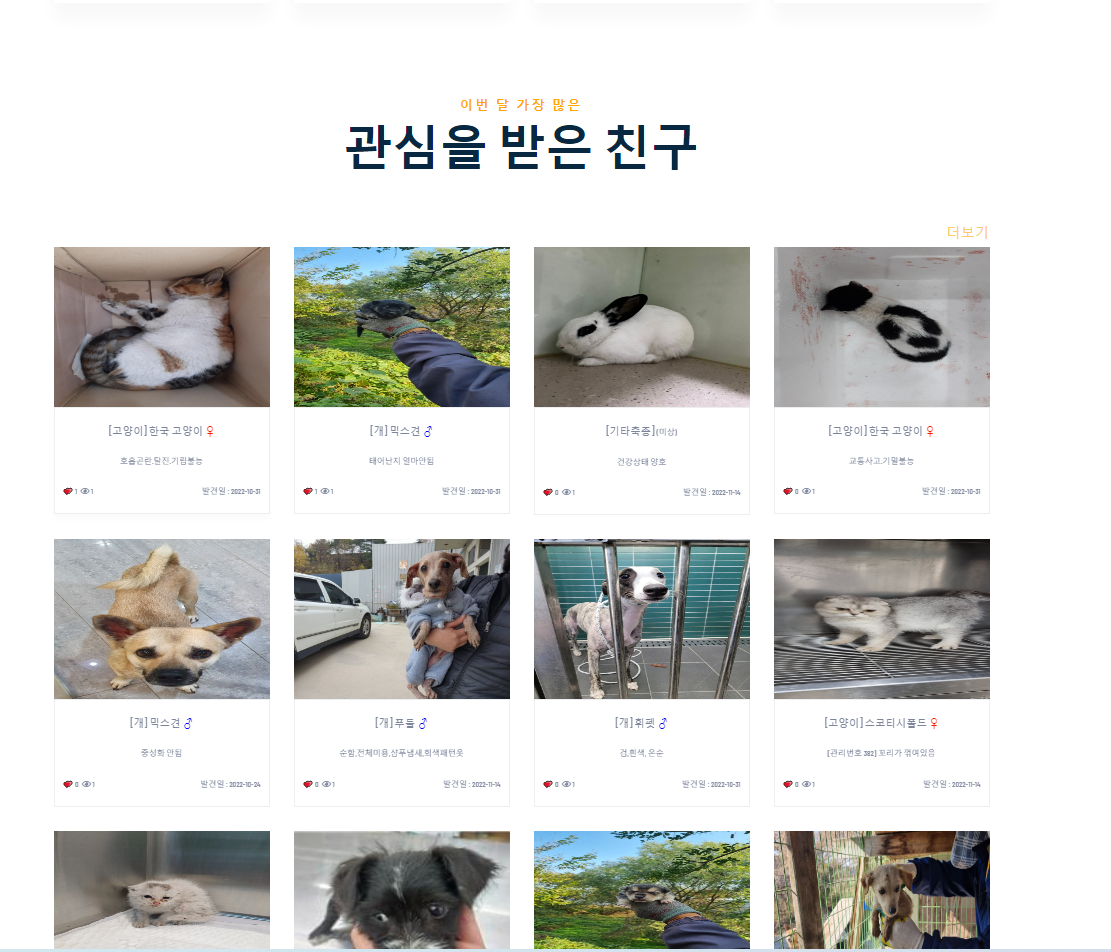 이번 달 가장 많은
관심을 받은 친구
더보기
[고양이]한국 고양이 ♀
호흡곤란,탈진,기립불능
1 1 발견일 : 2022-10-31
[개]믹스견 ♂
태어난지 얼마안됨
1 1 발견일 : 2022-10-31
[기타축종](미상)
건강상태 양호
0 1 발견일 : 2022-11-14
[고양이]한국 고양이 ♀
교통사고,기립불능
0 1 발견일 : 2022-10-31
[개]믹스견 ♂
중성화 안됨
0 1 발견일 : 2022-10-24
[개]푸들 ♂
순함,전체미용,샴푸냄새,회색패턴옷
0 1 발견일 : 2022-11-14
[개]휘펫 ♂
검,흰색, 온순
0 1 발견일 : 2022-10-31
[고양이]스코티시폴드 ♀
[관리번호 382] 꼬리가 꺾여있음
0 1 발견일 : 2022-11-14